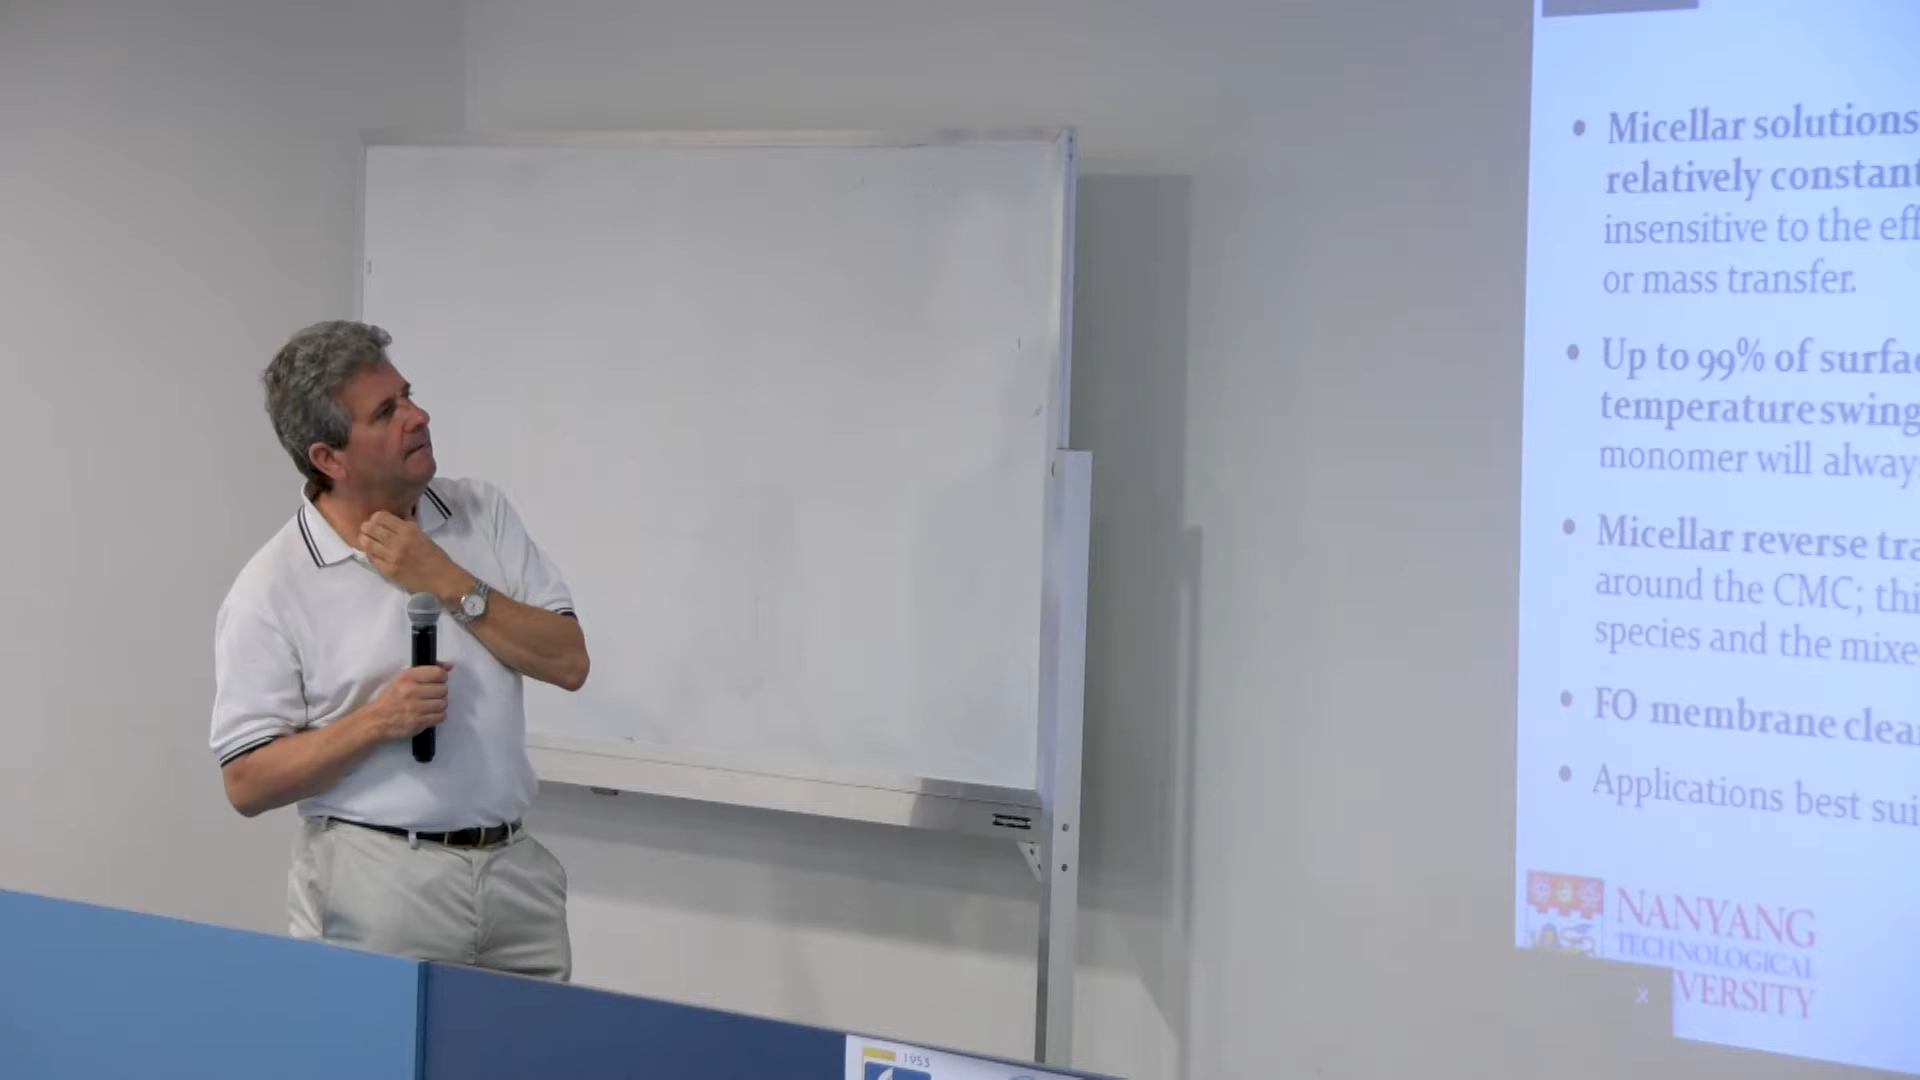 • Micellar solutions
relatively constant
insensitive to the eff
or mass transfer.
• Up to 99% of surfac
temperature swing
monomer will alway
• Micellar reverse tra
around the CMC; thi
species and the mixe
• FO membrane clea
• Applications best sui
NANYANG
TECHNOLOGICAL
VERSITY
1953